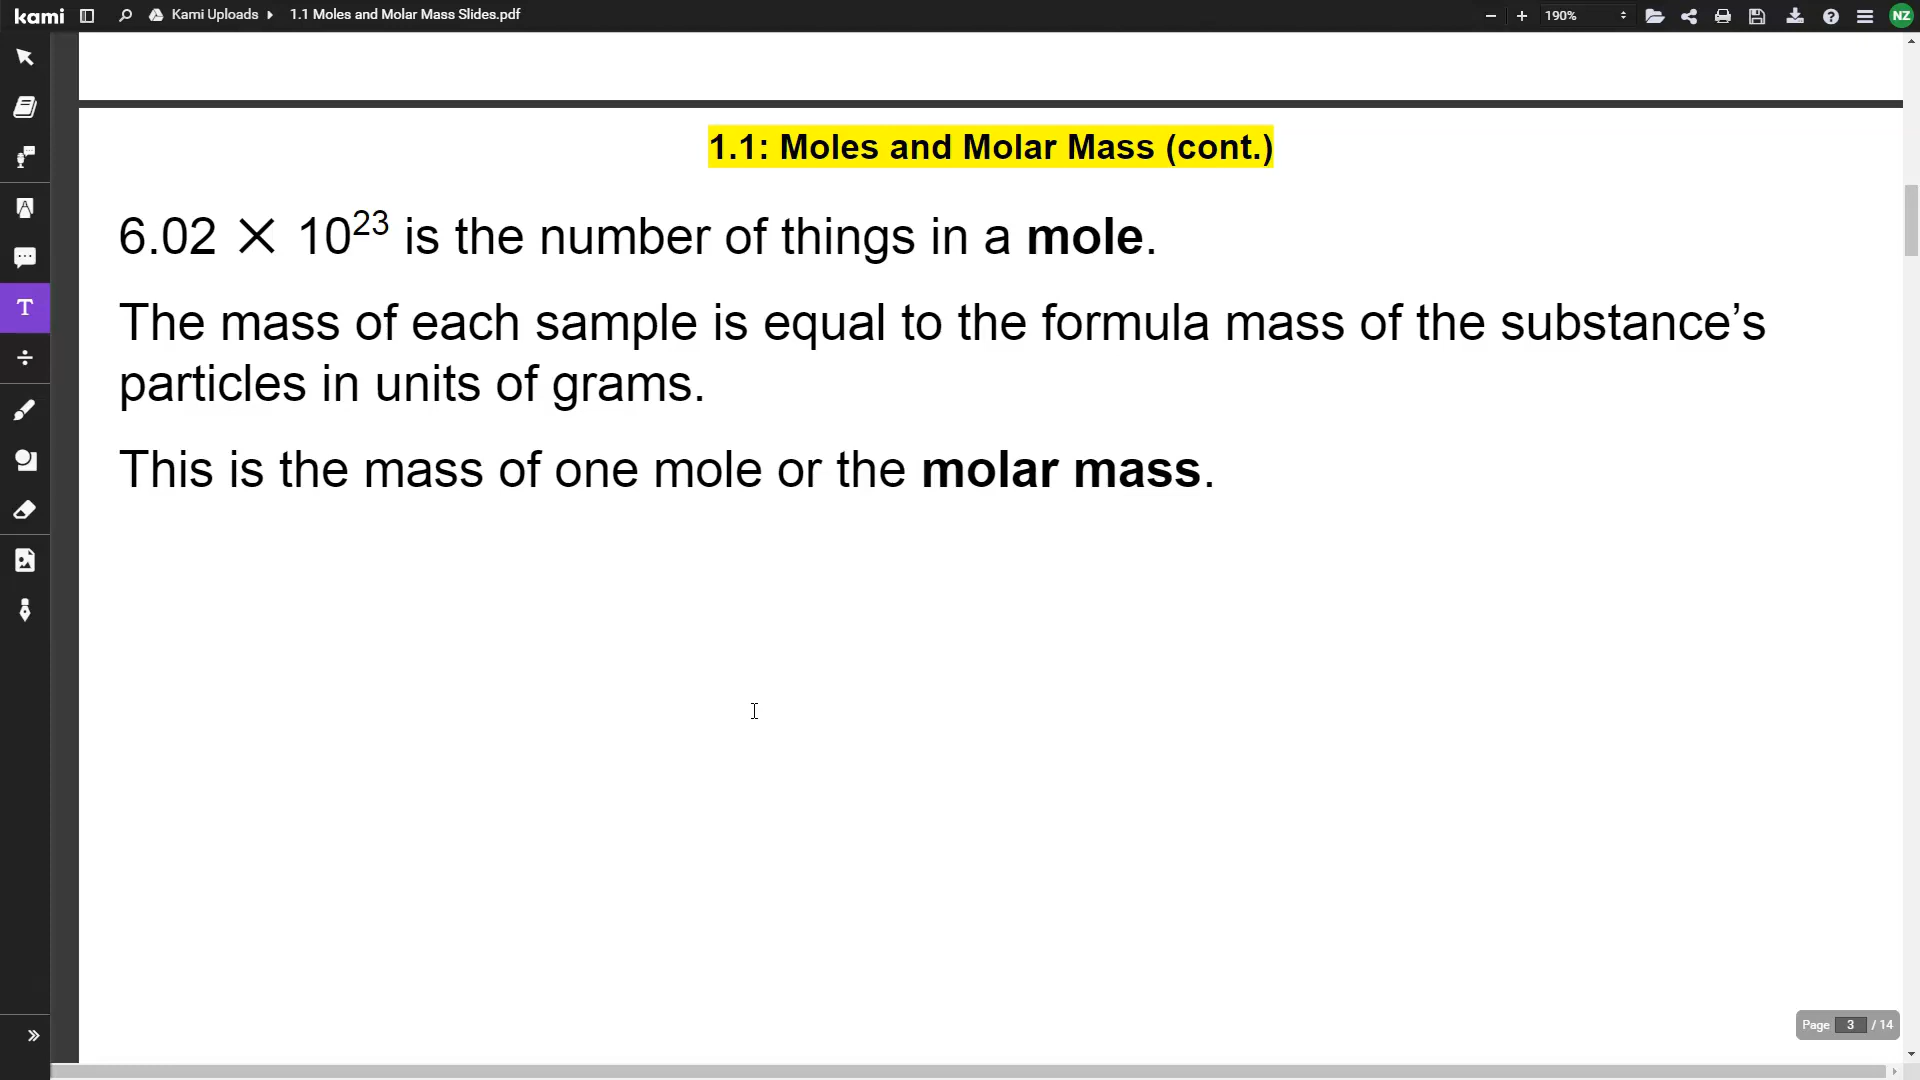 kami Kami Uploads 1.1 Moles and Molar Mass Slides.pdf 190% NZ
1.1: Moles and Molar Mass (cont.)
6.02 × 10²³ is the number of things in a mole.
The mass of each sample is equal to the formula mass of the substance’s
particles in units of grams.
This is the mass of one mole or the molar mass.
Page 3 / 14